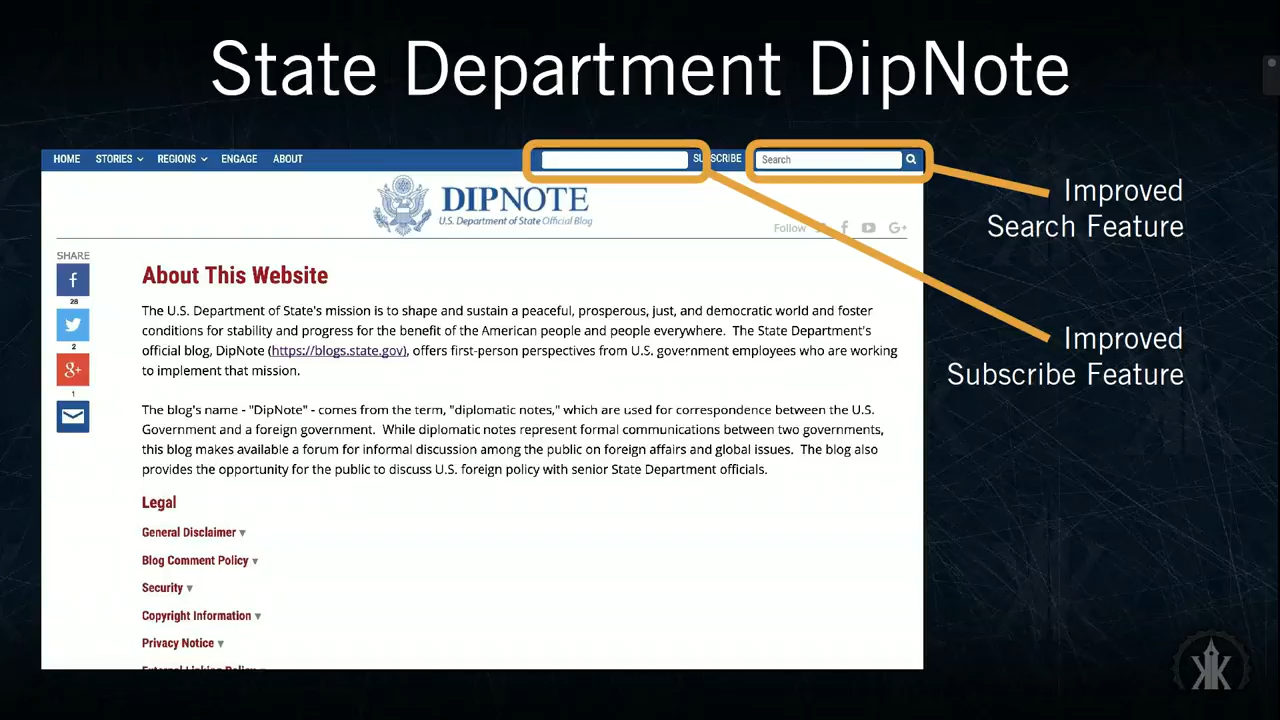 State Department DipNote
HOME STORIES REGIONS ENGAGE ABOUT SUBSCRIBE Search
DIPNOTE
U.S. Department of State Official Blog
Follow
Improved
Search Feature
Improved
Subscribe Feature
SHARE
28
2
1
About This Website
The U.S. Department of State's mission is to shape and sustain a peaceful, prosperous, just, and democratic world and foster
conditions for stability and progress for the benefit of the American people and people everywhere. The State Department's
official blog, DipNote (https://blogs.state.gov), offers first-person perspectives from U.S. government employees who are working
to implement that mission.
The blog's name - "DipNote" - comes from the term, "diplomatic notes," which are used for correspondence between the U.S.
Government and a foreign government. While diplomatic notes represent formal communications between two governments,
this blog makes available a forum for informal discussion among the public on foreign affairs and global issues. The blog also
provides the opportunity for the public to discuss U.S. foreign policy with senior State Department officials.
Legal
General Disclaimer
Blog Comment Policy
Security
Copyright Information
Privacy Notice
External Linking Policy